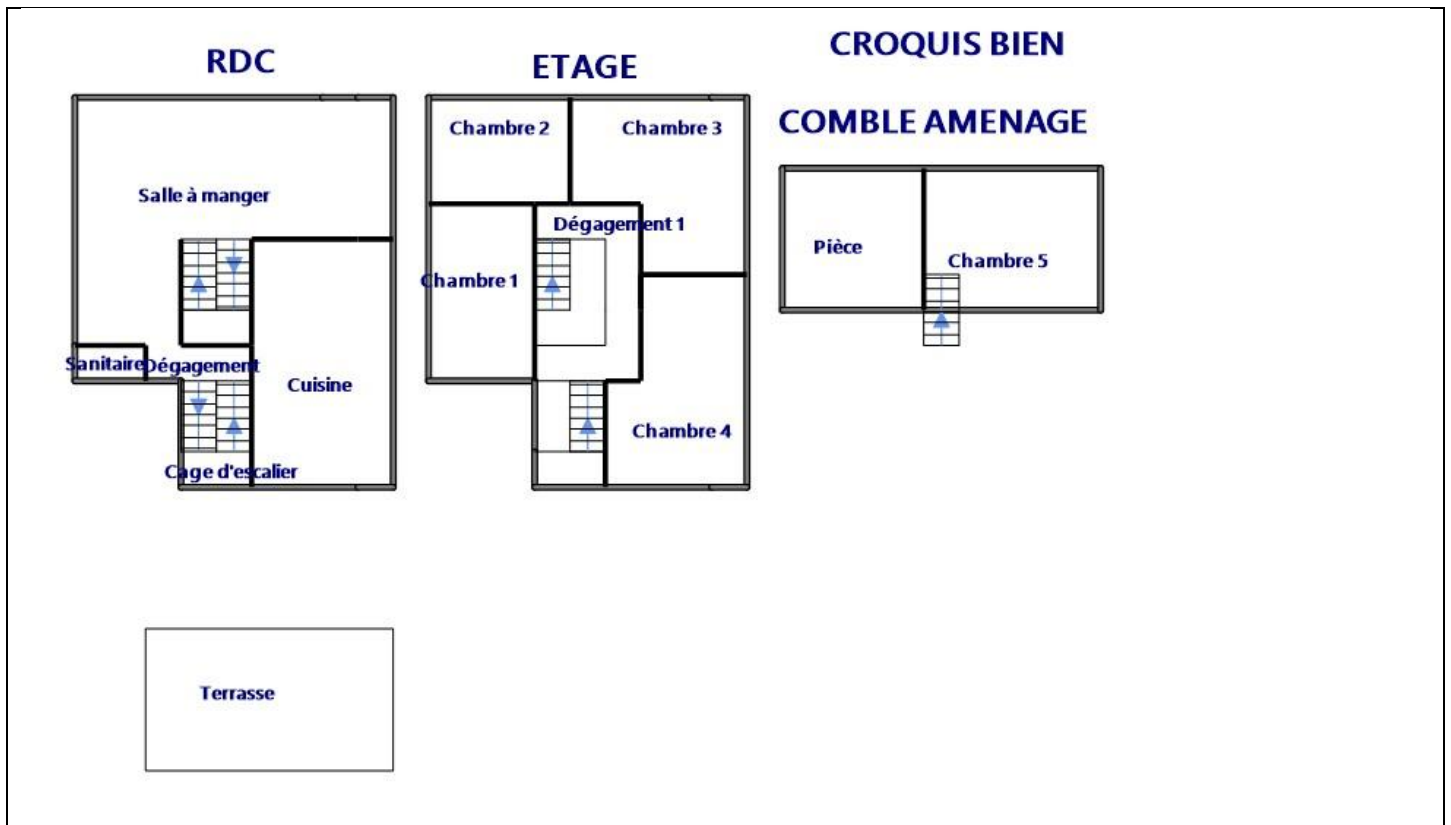 RDC
ETAGE
CROQUIS BIEN
COMBLE AMENAGE
Salle à manger
Sanitaire
Dégagement
Cuisine
Cage d'escalier
Terrasse
Chambre 2
Chambre 3
Dégagement 1
Chambre 1
Chambre 4
Pièce
Chambre 5